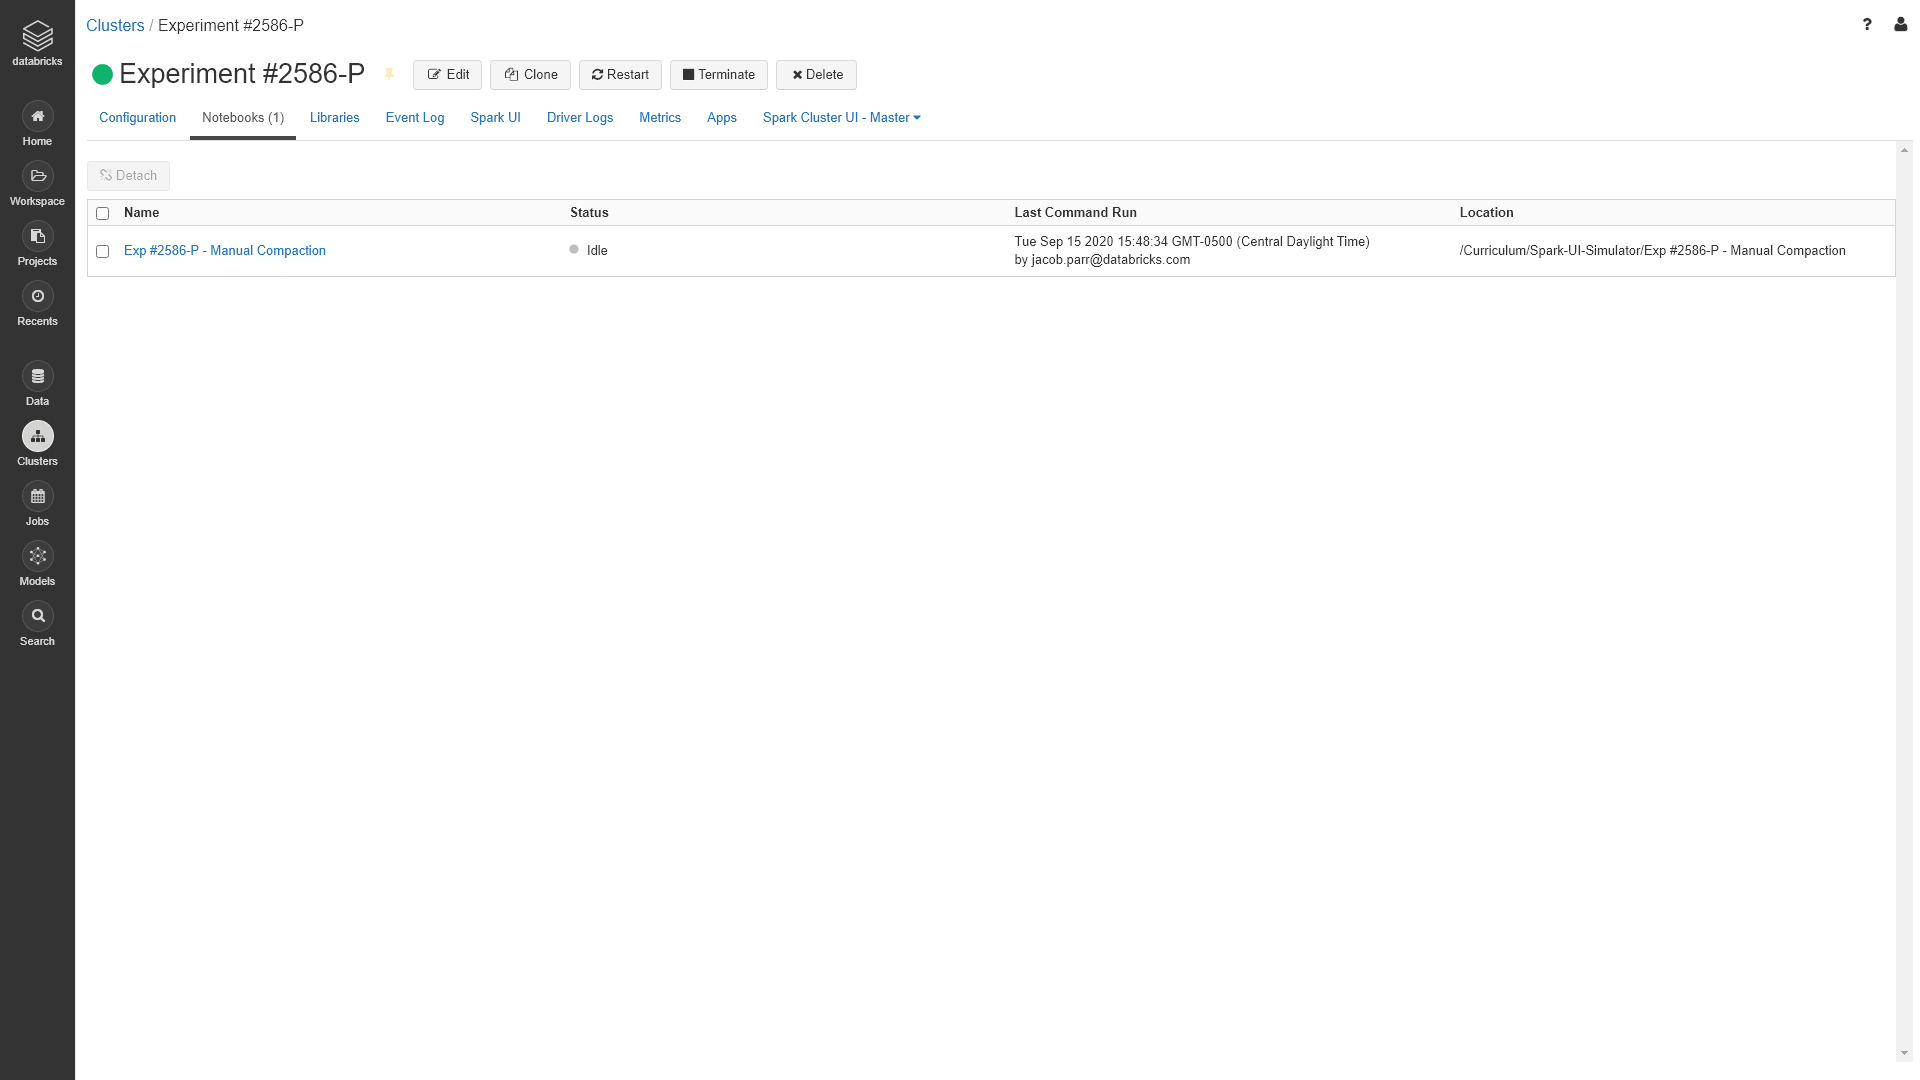 Clusters / Experiment #2586-P
?
databricks
Experiment #2586-P
Edit
Clone
Restart
Terminate
Delete
Configuration
Notebooks (1)
Libraries
Event Log
Spark UI
Driver Logs
Metrics
Apps
Spark Cluster UI - Master
Home
Workspace
Projects
Recents
Data
Clusters
Jobs
Models
Search
Detach
Name
Status
Last Command Run
Location
Exp #2586-P - Manual Compaction
Idle
Tue Sep 15 2020 15:48:34 GMT-0500 (Central Daylight Time)
by jacob.parr@databricks.com
/Curriculum/Spark-UI-Simulator/Exp #2586-P - Manual Compaction